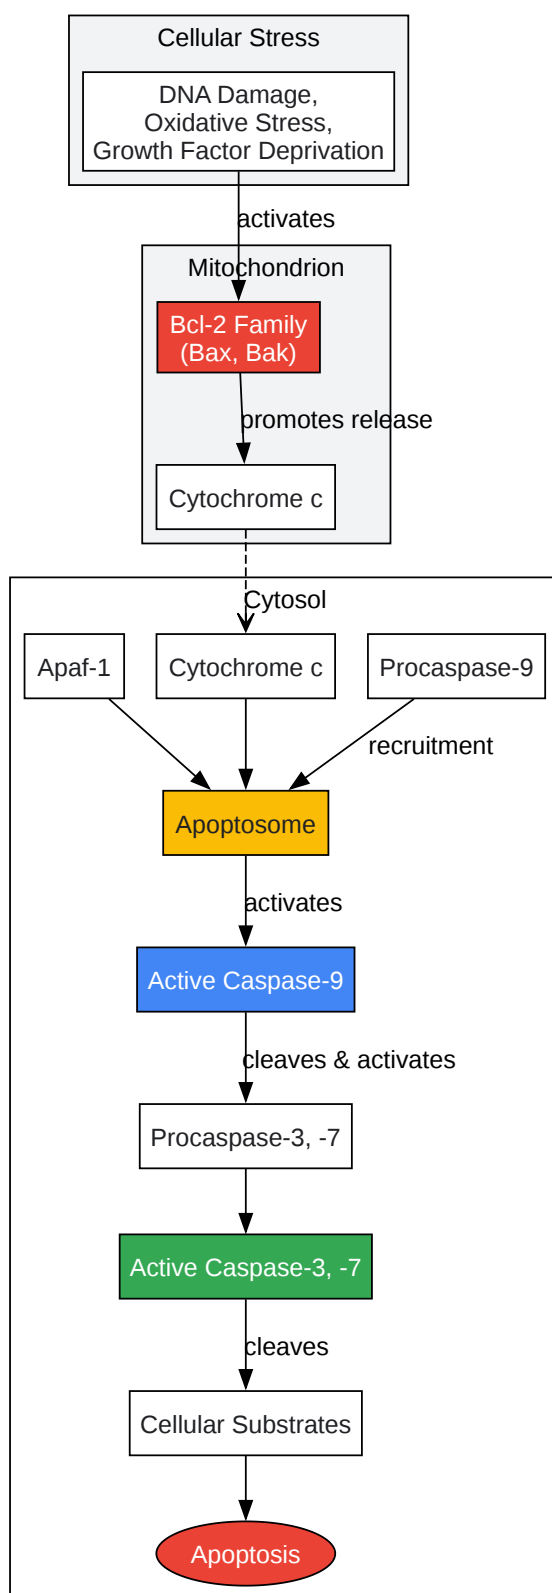 Cellular Stress
DNA Damage,
Oxidative Stress,
Growth Factor Deprivation
activates
Mitochondrion
Bcl-2 Family
(Bax, Bak)
promotes release
Cytochrome c
Cytosol
Apaf-1
Cytochrome c
Procaspase-9
recruitment
Apoptosome
activates
Active Caspase-9
cleaves & activates
Procaspase-3, -7
Active Caspase-3, -7
cleaves
Cellular Substrates
Apoptosis